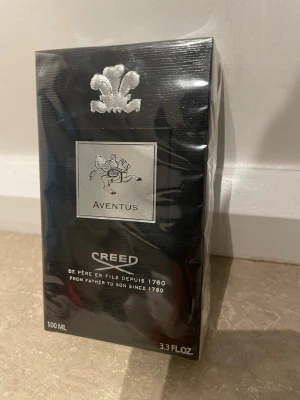 AVENTUS
CREED
DE PÈRE EN FILS DEPUIS 1760
FROM FATHER TO SON SINCE 1760
100 ML
3.3 FL.OZ.